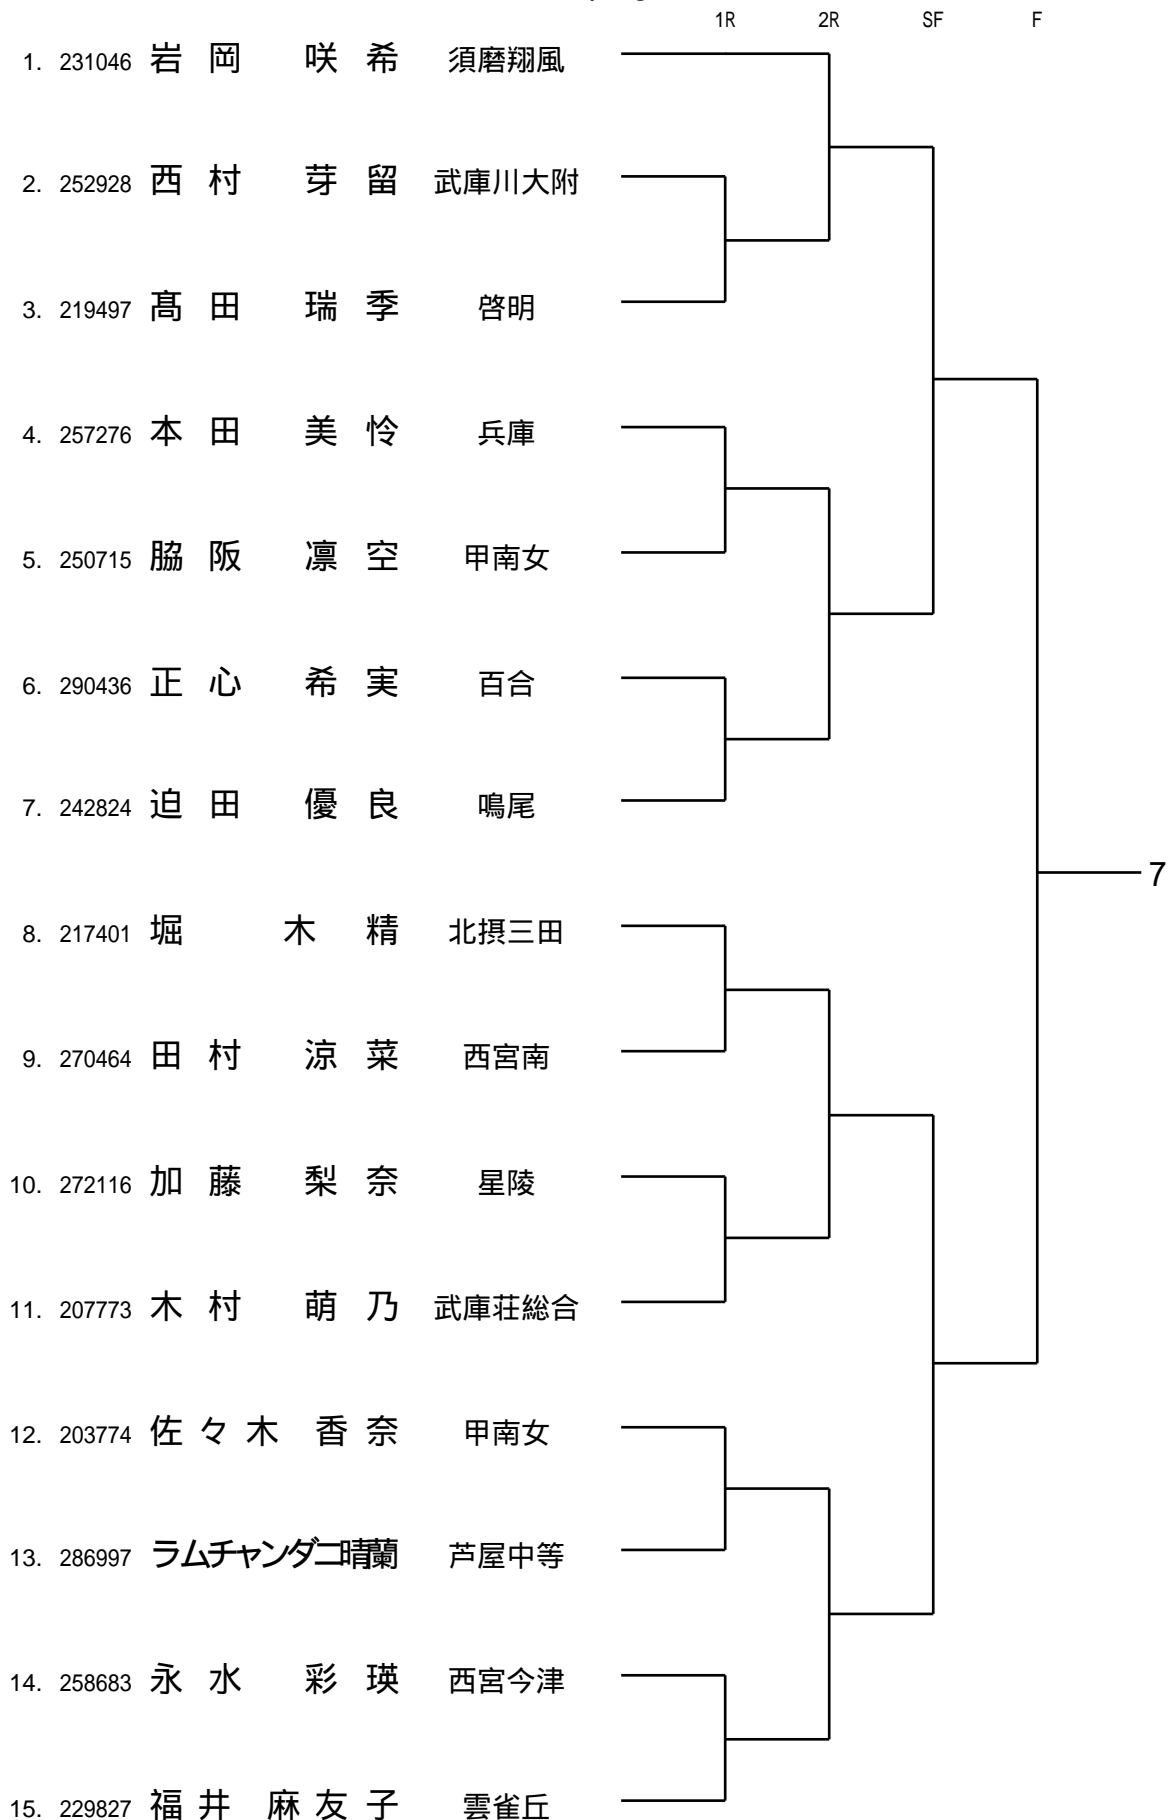 1R 2R SF F
1. 231046 岩岡 咲希 須磨翔風
2. 252928 西村 芽留 武庫川大附
3. 219497 髙田 瑞季 啓明
4. 257276 本田 美怜 兵庫
5. 250715 脇阪 凛空 甲南女
6. 290436 正心 希実 百合
7. 242824 迫田 優良 鳴尾
7
8. 217401 堀 木精 北摂三田
9. 270464 田村 涼菜 西宮南
10. 272116 加藤 梨奈 星陵
11. 207773 木村 萌乃 武庫荘総合
12. 203774 佐々木 香奈 甲南女
13. 286997 ラムチャンダニ晴蘭 芦屋中等
14. 258683 永水 彩瑛 西宮今津
15. 229827 福井 麻友子 雲雀丘